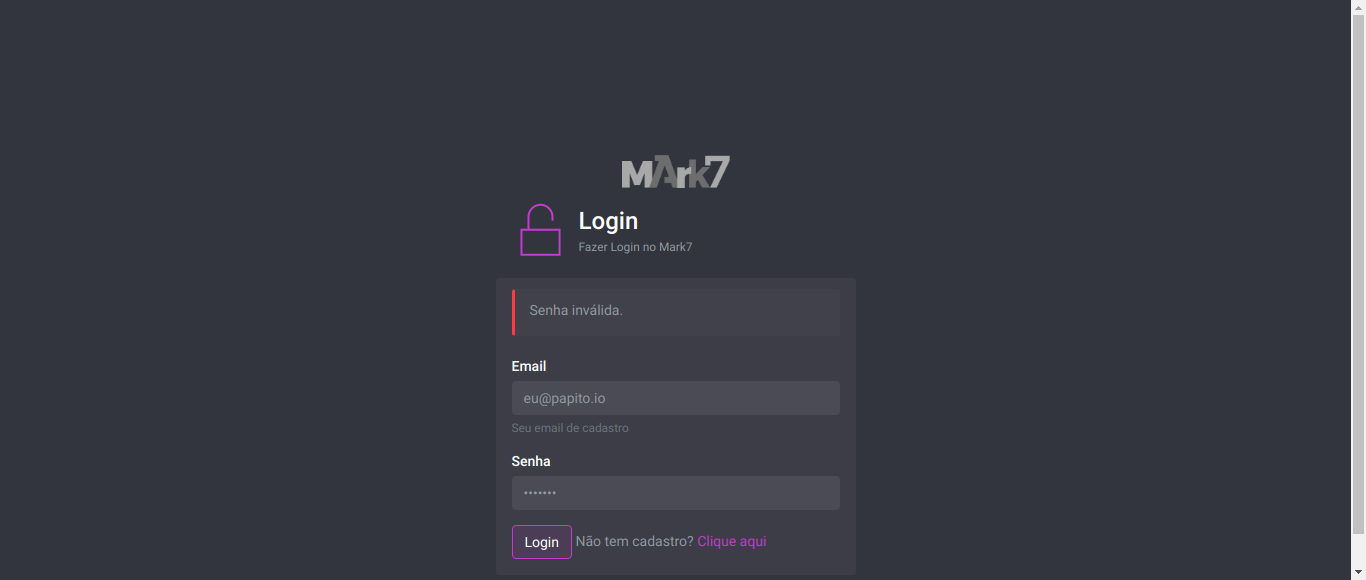 MArk7
Login
Fazer Login no Mark7
Senha inválida.
Email
eu@papito.io
Seu email de cadastro
Senha
•••••••
Login Não tem cadastro? Clique aqui